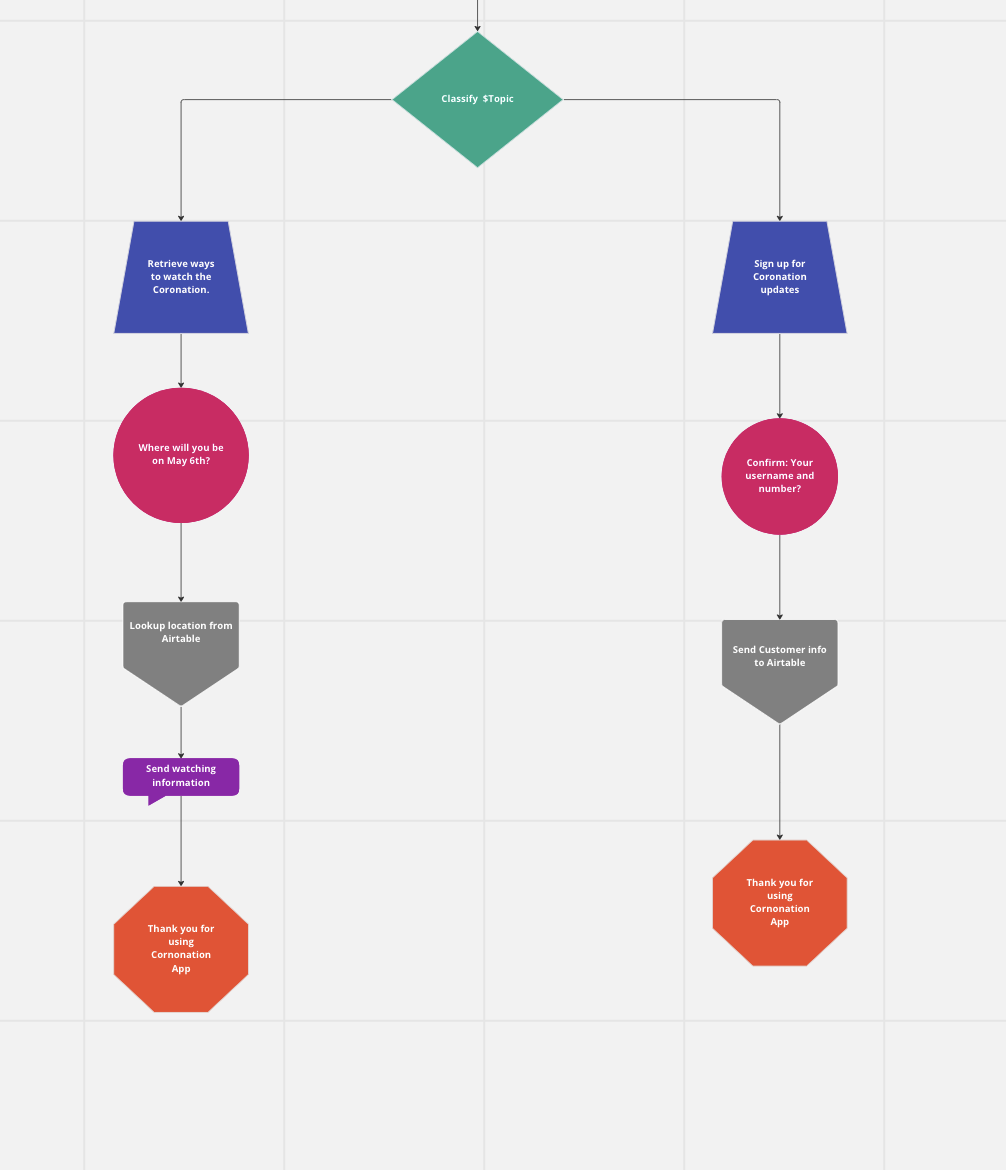 Classify $Topic
Retrieve ways
to watch the
Coronation.
Sign up for
Coronation
updates
Where will you be
on May 6th?
Confirm: Your
username and
number?
Lookup location from
Airtable
Send Customer info
to Airtable
Send watching
information
Thank you for
using
Cornonation
App
Thank you for
using
Cornonation
App